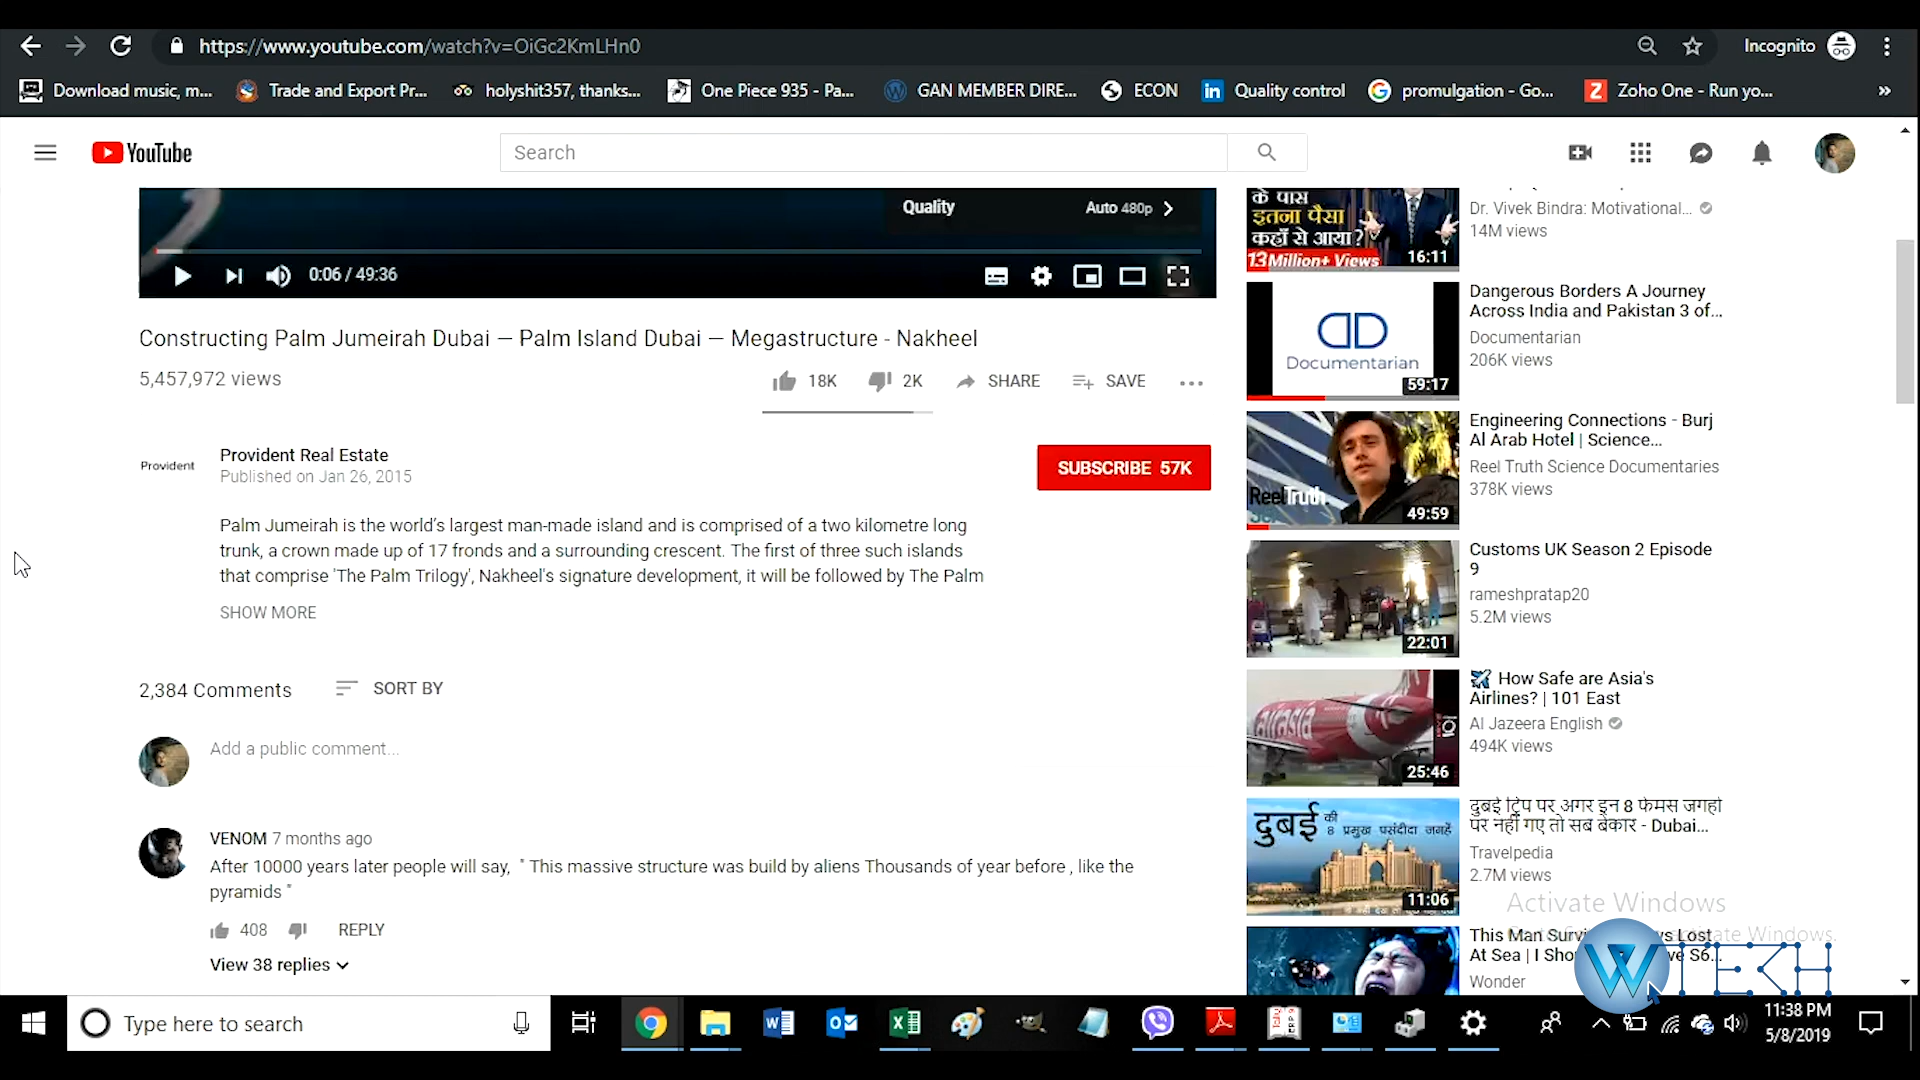 https://www.youtube.com/watch?v=OiGc2KmLHn0
Incognito
Download music, m...
Trade and Export Pr...
holyshit357, thanks...
One Piece 935 - Pa...
GAN MEMBER DIRE...
ECON
Quality control
promulgation - Go...
Zoho One - Run yo...
YouTube
Search
Quality
Auto 480p
0:06 / 49:36
Constructing Palm Jumeirah Dubai — Palm Island Dubai — Megastructure - Nakheel
5,457,972 views
18K
2K
SHARE
SAVE
Provident
Provident Real Estate
Published on Jan 26, 2015
SUBSCRIBE 57K
Palm Jumeirah is the world's largest man-made island and is comprised of a two kilometre long
trunk, a crown made up of 17 fronds and a surrounding crescent. The first of three such islands
that comprise 'The Palm Trilogy', Nakheel's signature development, it will be followed by The Palm
SHOW MORE
2,384 Comments
SORT BY
Add a public comment...
VENOM 7 months ago
After 10000 years later people will say, " This massive structure was build by aliens Thousands of year before , like the
pyramids "
408
REPLY
View 38 replies
के पास
इतना पैसा
कहाँ से आया?
13Million+ Views
16:11
Dr. Vivek Bindra: Motivational...
14M views
Documentarian
59:17
Dangerous Borders A Journey
Across India and Pakistan 3 of...
Documentarian
206K views
ReelTruth
49:59
Engineering Connections - Burj
Al Arab Hotel | Science...
Reel Truth Science Documentaries
378K views
22:01
Customs UK Season 2 Episode
9
rameshpratap20
5.2M views
airasia
25:46
How Safe are Asia's
Airlines? | 101 East
Al Jazeera English
494K views
दुबई की
8 प्रमुख पसंदीदा जगहें
11:06
दुबई ट्रिप पर अगर इन 8 फेमस जगहों
पर नहीं गए तो सब बेकार - Dubai...
Travelpedia
2.7M views
Activate Windows
This Man Survi
s Lost
At Sea | I Sho
ve S6...
Wonder
WTECH
Type here to search
11:38 PM
5/8/2019